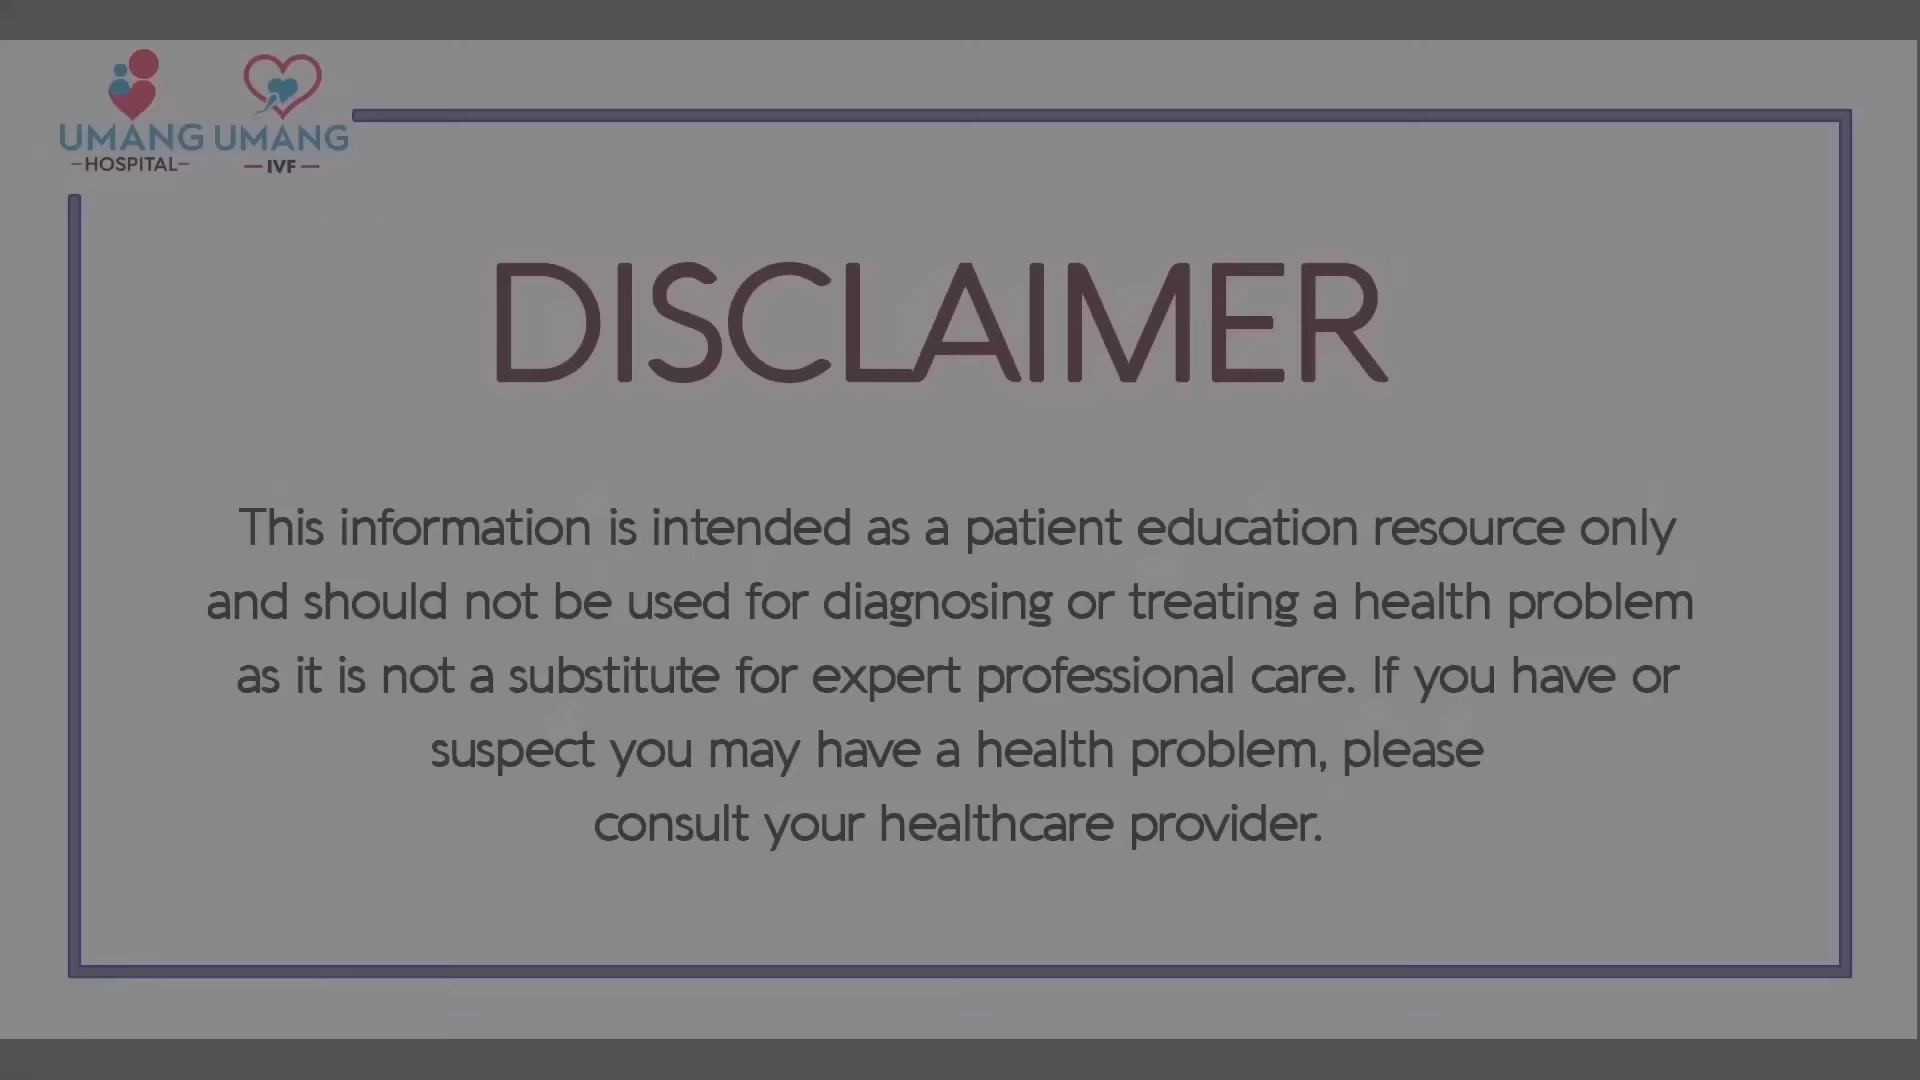 UMANG UMANG
-HOSPITAL- — IVF —
DISCLAIMER
This information is intended as a patient education resource only
and should not be used for diagnosing or treating a health problem
as it is not a substitute for expert professional care. If you have or
suspect you may have a health problem, please
consult your healthcare provider.